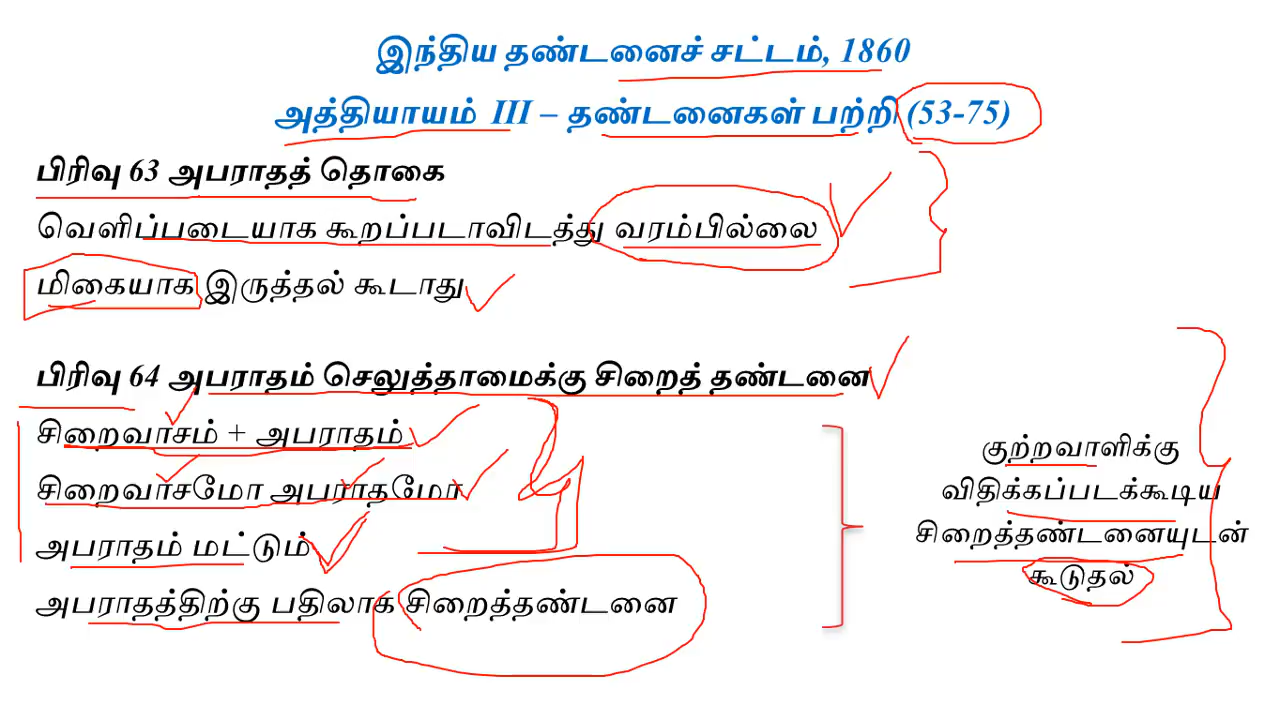 இந்திய தண்டனைச் சட்டம், 1860
அத்தியாயம் III – தண்டனைகள் பற்றி (53-75)
பிரிவு 63 அபராதத் தொகை
வெளிப்படையாக கூறப்படாவிடத்து வரம்பில்லை
மிகையாக இருத்தல் கூடாது
பிரிவு 64 அபராதம் செலுத்தாமைக்கு சிறைத் தண்டனை
சிறைவாசம் + அபராதம்
சிறைவாசமோ அபராதமோ
அபராதம் மட்டும்
அபராதத்திற்கு பதிலாக சிறைத்தண்டனை
குற்றவாளிக்கு
விதிக்கப்படக்கூடிய
சிறைத்தண்டனையுடன்
கூடுதல்